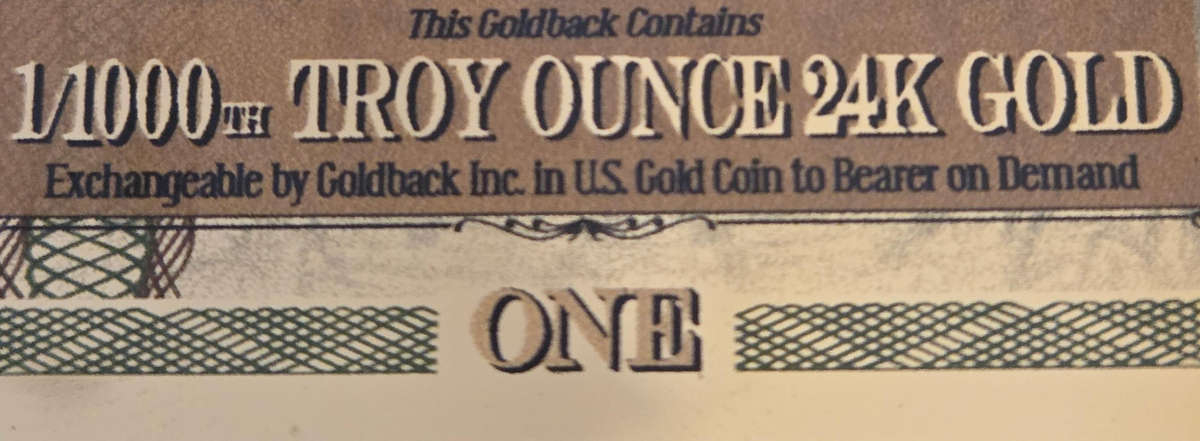 This Goldback Contains
1/1000TH TROY OUNCE 24K GOLD
Exchangeable by Goldback Inc. in U.S. Gold Coin to Bearer on Demand
ONE